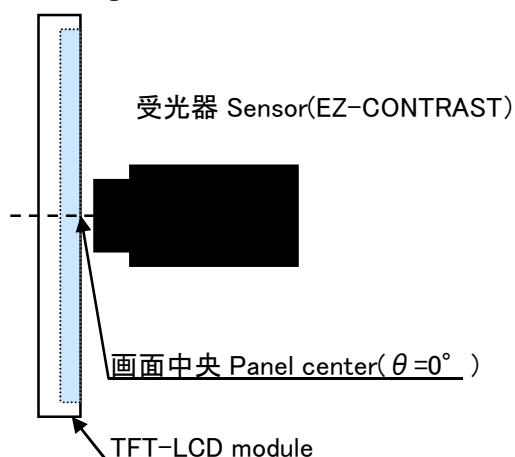 受光器 Sensor(EZ-CONTRAST)
画面中央 Panel center(θ=0°)
TFT-LCD module